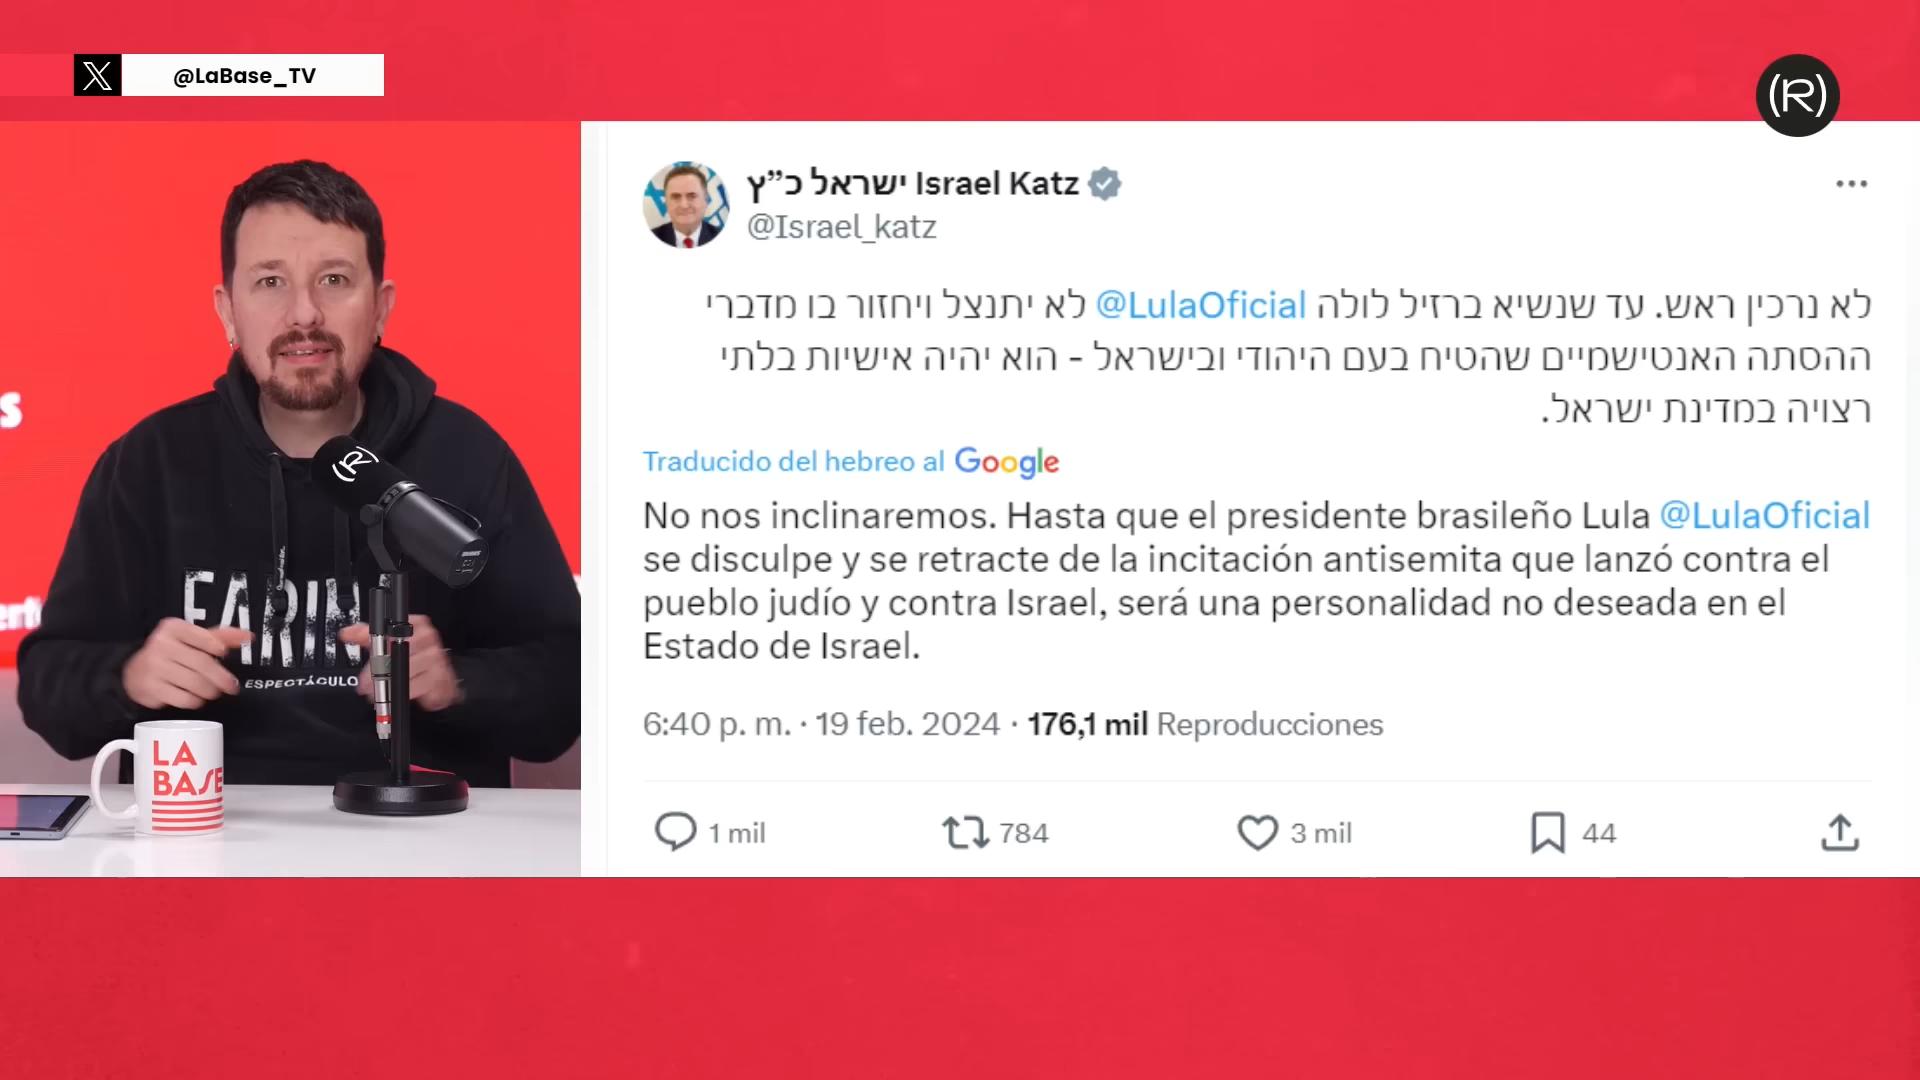 @LaBase_TV
(R)
ישראל כ”ץ Israel Katz
@Israel_katz
לא נרכין ראש. עד שנשיא ברזיל לולה @LulaOficial לא יתנצל ויחזור בו מדברי
ההסתה האנטישמיים שהטיח בעם היהודי ובישראל - הוא יהיה אישיות בלתי
רצויה במדינת ישראל.
Traducido del hebreo al Google
No nos inclinaremos. Hasta que el presidente brasileño Lula @LulaOficial
se disculpe y se retracte de la incitación antisemita que lanzó contra el
pueblo judío y contra Israel, será una personalidad no deseada en el
Estado de Israel.
6:40 p. m. · 19 feb. 2024 · 176,1 mil Reproducciones
1 mil 784 3 mil 44
(R)
FARIN
ESPECTÁCULO
LA
BASE